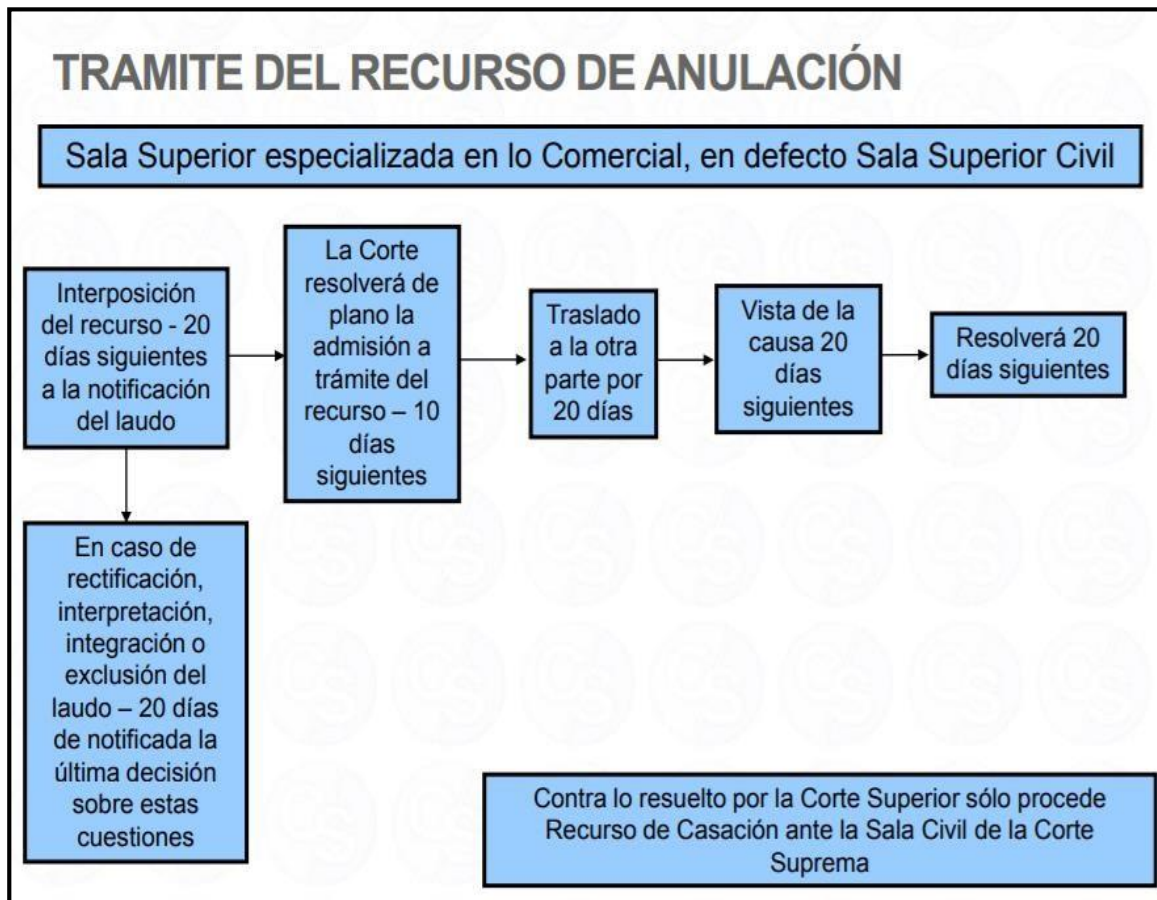 TRAMITE DEL RECURSO DE ANULACIÓN
Sala Superior especializada en lo Comercial, en defecto Sala Superior Civil
Interposición
del recurso - 20
días siguientes
a la notificación
del laudo
La Corte
resolverá de
plano la
admisión a
trámite del
recurso – 10
días
siguientes
Traslado
a la otra
parte por
20 días
Vista de la
causa 20
días
siguientes
Resolverá 20
días siguientes
En caso de
rectificación,
interpretación,
integración o
exclusión del
laudo – 20 días
de notificada la
última decisión
sobre estas
cuestiones
Contra lo resuelto por la Corte Superior sólo procede
Recurso de Casación ante la Sala Civil de la Corte
Suprema